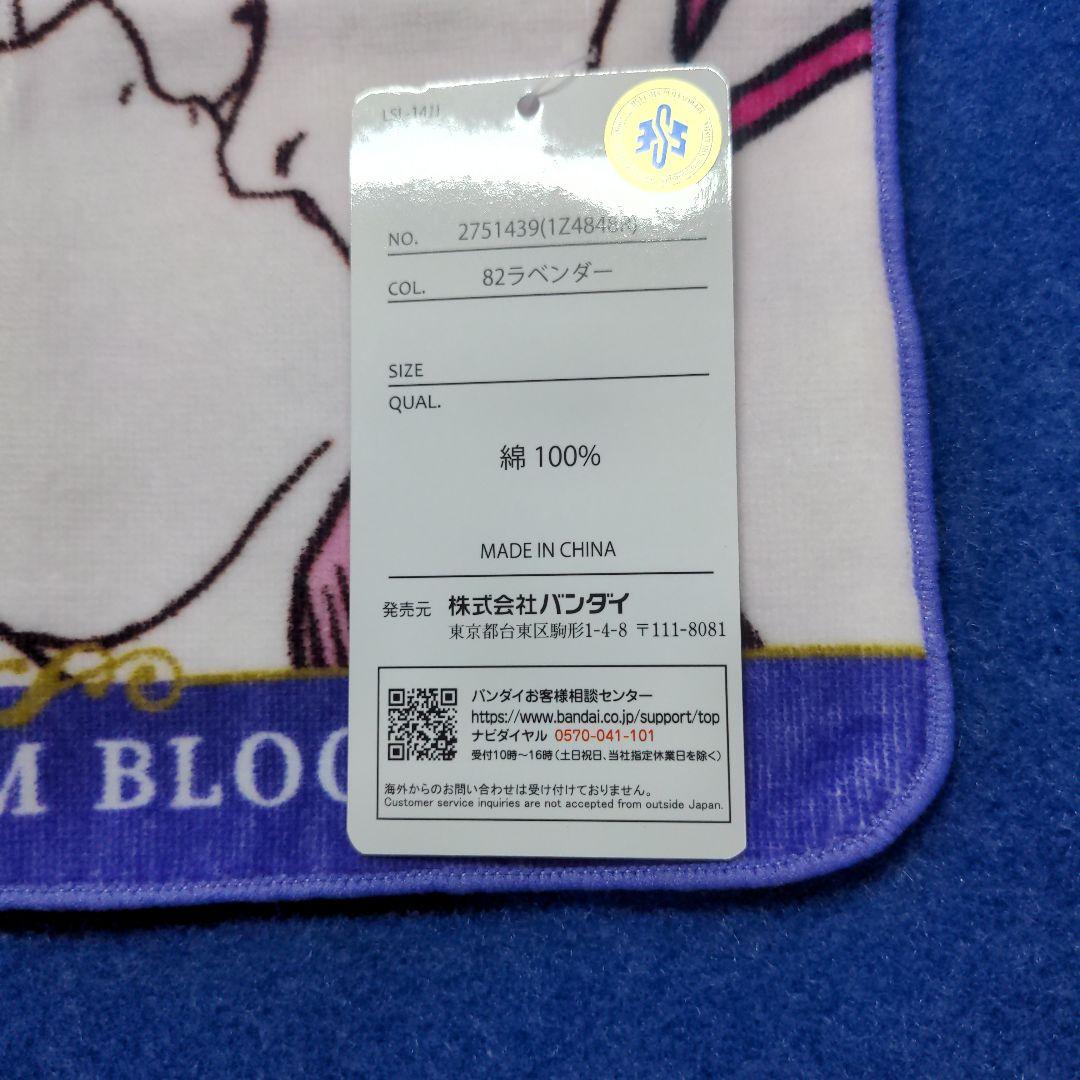 LSL-1411
NO. 2751439(1Z4848R)
COL. 82ラベンダー
SIZE
QUAL.
綿 100%
MADE IN CHINA
発売元 株式会社バンダイ
東京都台東区駒形1-4-8 〒111-8081
バンダイお客様相談センター
https://www.bandai.co.jp/support/top
ナビダイヤル 0570-041-101
受付10時～16時（土日祝日、当社指定休業日を除く）
海外からのお問い合わせは受け付けておりません。
Customer service inquiries are not accepted from outside Japan.
M BLOO